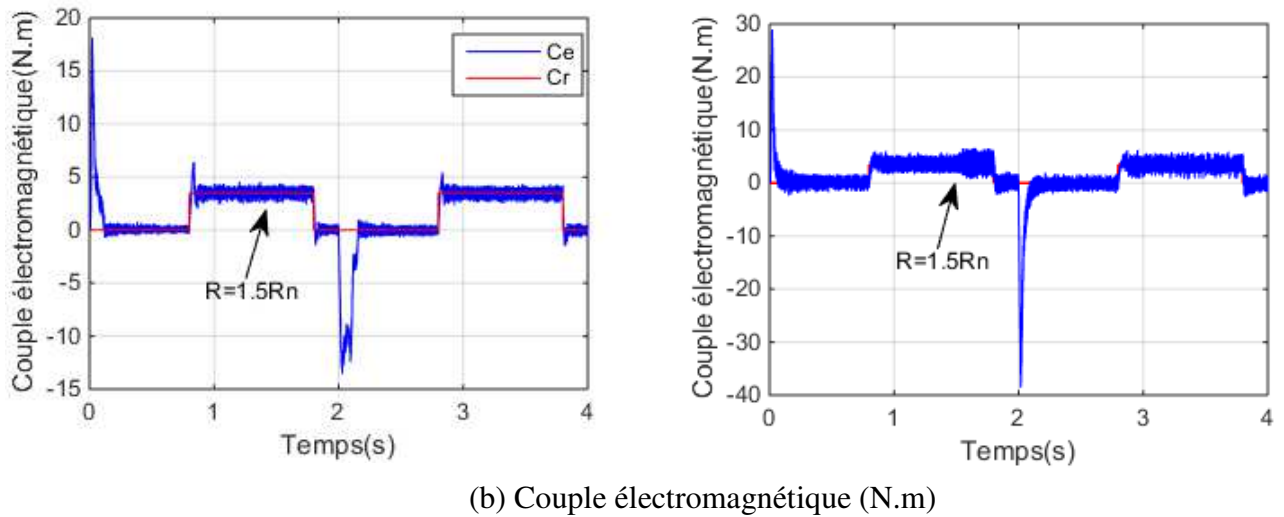 Couple électromagnétique(N.m)
20
15
10
5
0
-5
-10
-15
Ce
Cr
R=1.5Rn
0 1 2 3 4
Temps(s)
Couple électromagnétique(N.m)
30
20
10
0
-10
-20
-30
-40
R=1.5Rn
0 1 2 3 4
Temps(s)
(b) Couple électromagnétique (N.m)